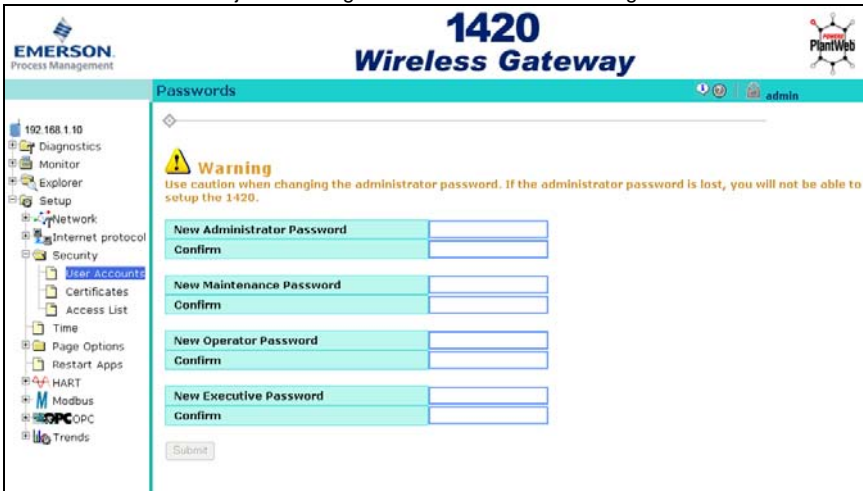 EMERSON.
Process Management
1420
Wireless Gateway
POWERED
PlantWeb
Passwords
admin
192.168.1.10
Diagnostics
Monitor
Explorer
Setup
Network
Internet protocol
Security
User Accounts
Certificates
Access List
Time
Page Options
Restart Apps
HART
Modbus
OPC OPC
Trends
Warning
Use caution when changing the administrator password. If the administrator password is lost, you will not be able to
setup the 1420.
New Administrator Password
Confirm
New Maintenance Password
Confirm
New Operator Password
Confirm
New Executive Password
Confirm
Submit